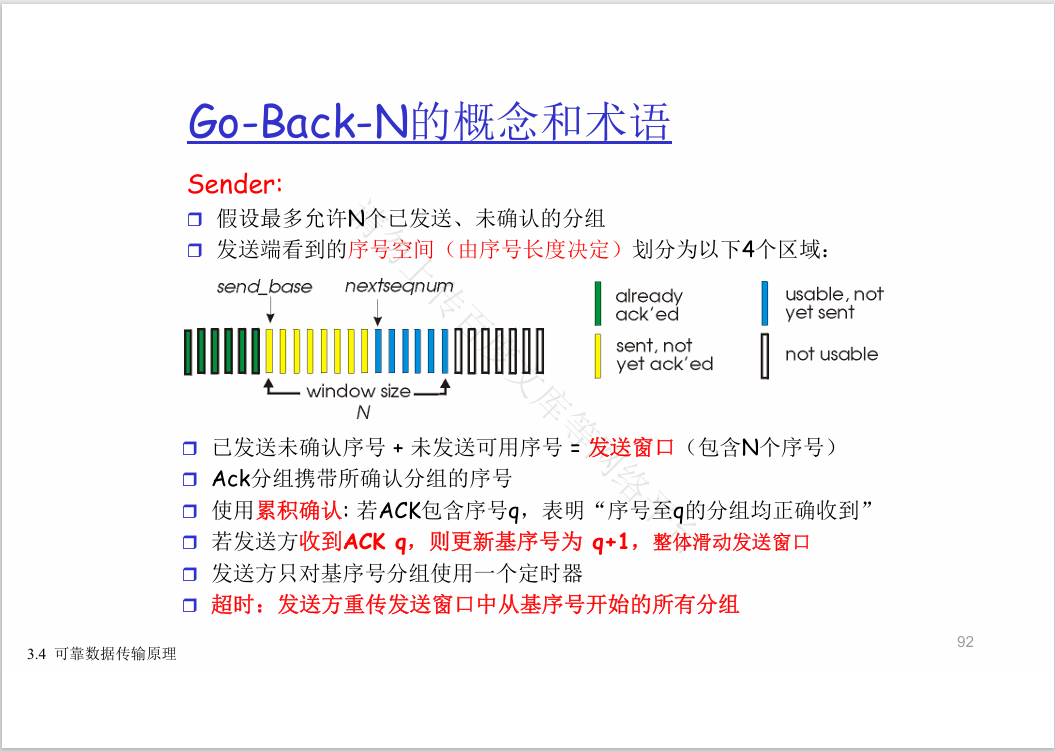 Go-Back-N的概念和术语
Sender:
假设最多允许N个已发送、未确认的分组
发送端看到的序号空间（由序号长度决定）划分为以下4个区域：
send_base nextseqnum
already ack'ed
usable, not yet sent
sent, not yet ack'ed
not usable
window size
N
已发送未确认序号 + 未发送可用序号 = 发送窗口（包含N个序号）
Ack分组携带所确认分组的序号
使用累积确认: 若ACK包含序号q，表明“序号至q的分组均正确收到”
若发送方收到ACK q，则更新基序号为 q+1，整体滑动发送窗口
发送方只对基序号分组使用一个定时器
超时：发送方重传发送窗口中从基序号开始的所有分组
3.4 可靠数据传输原理
92